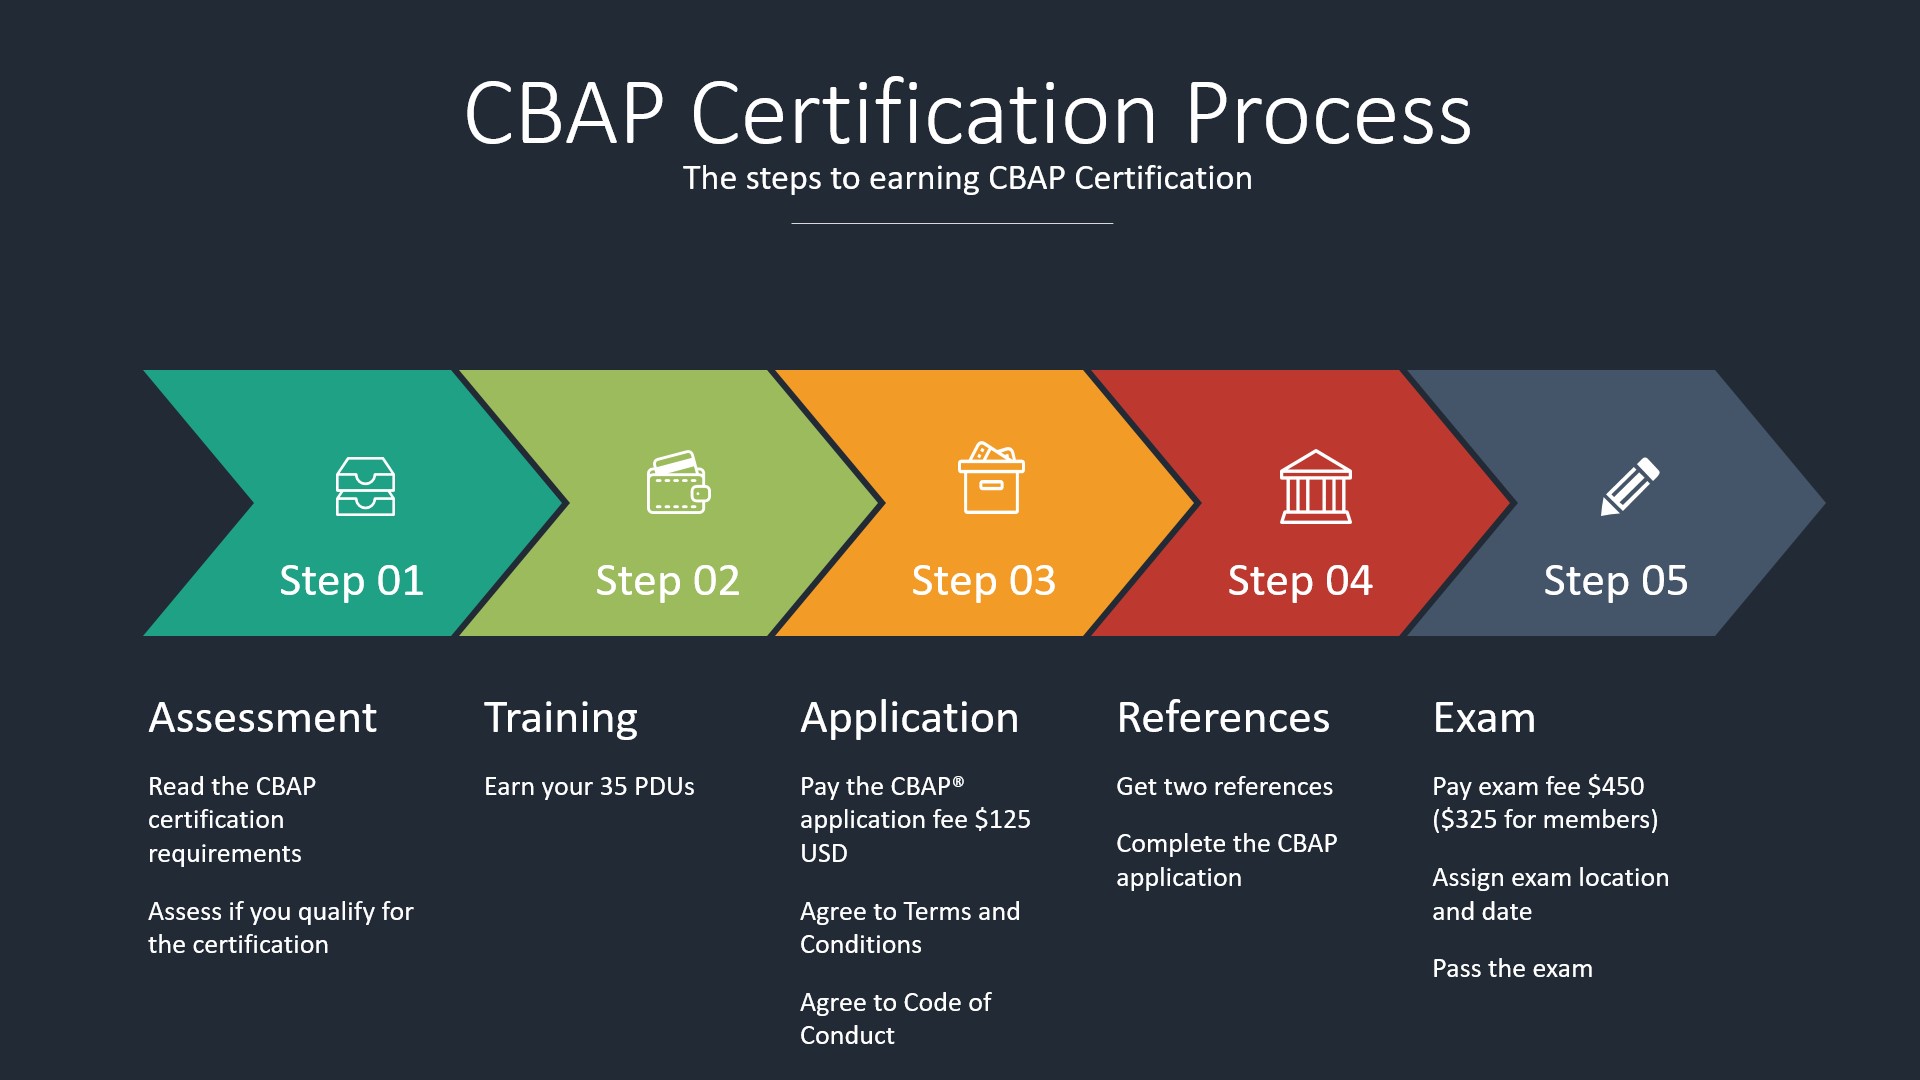 CBAP Certification Process
The steps to earning CBAP Certification
Step 01
Step 02
Step 03
Step 04
Step 05
Assessment
Read the CBAP
certification
requirements
Assess if you qualify for
the certification
Training
Earn your 35 PDUs
Application
Pay the CBAP®
application fee $125
USD
Agree to Terms and
Conditions
Agree to Code of
Conduct
References
Get two references
Complete the CBAP
application
Exam
Pay exam fee $450
($325 for members)
Assign exam location
and date
Pass the exam